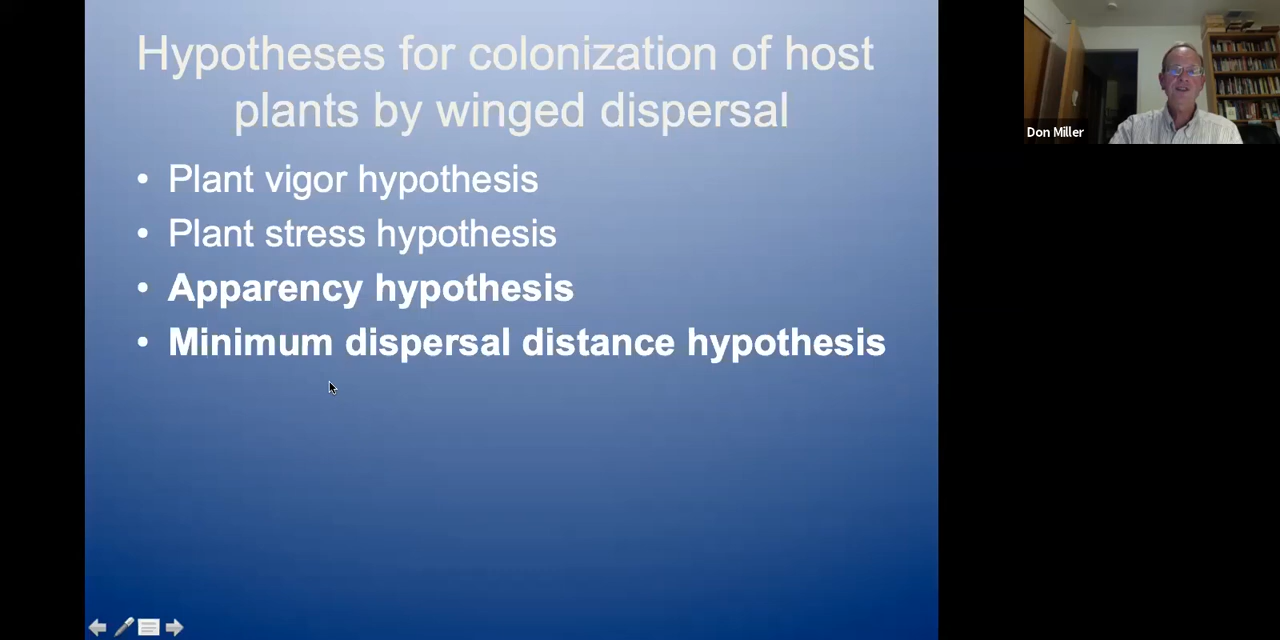 Hypotheses for colonization of host
plants by winged dispersal
• Plant vigor hypothesis
• Plant stress hypothesis
• Apparency hypothesis
• Minimum dispersal distance hypothesis
Don Miller